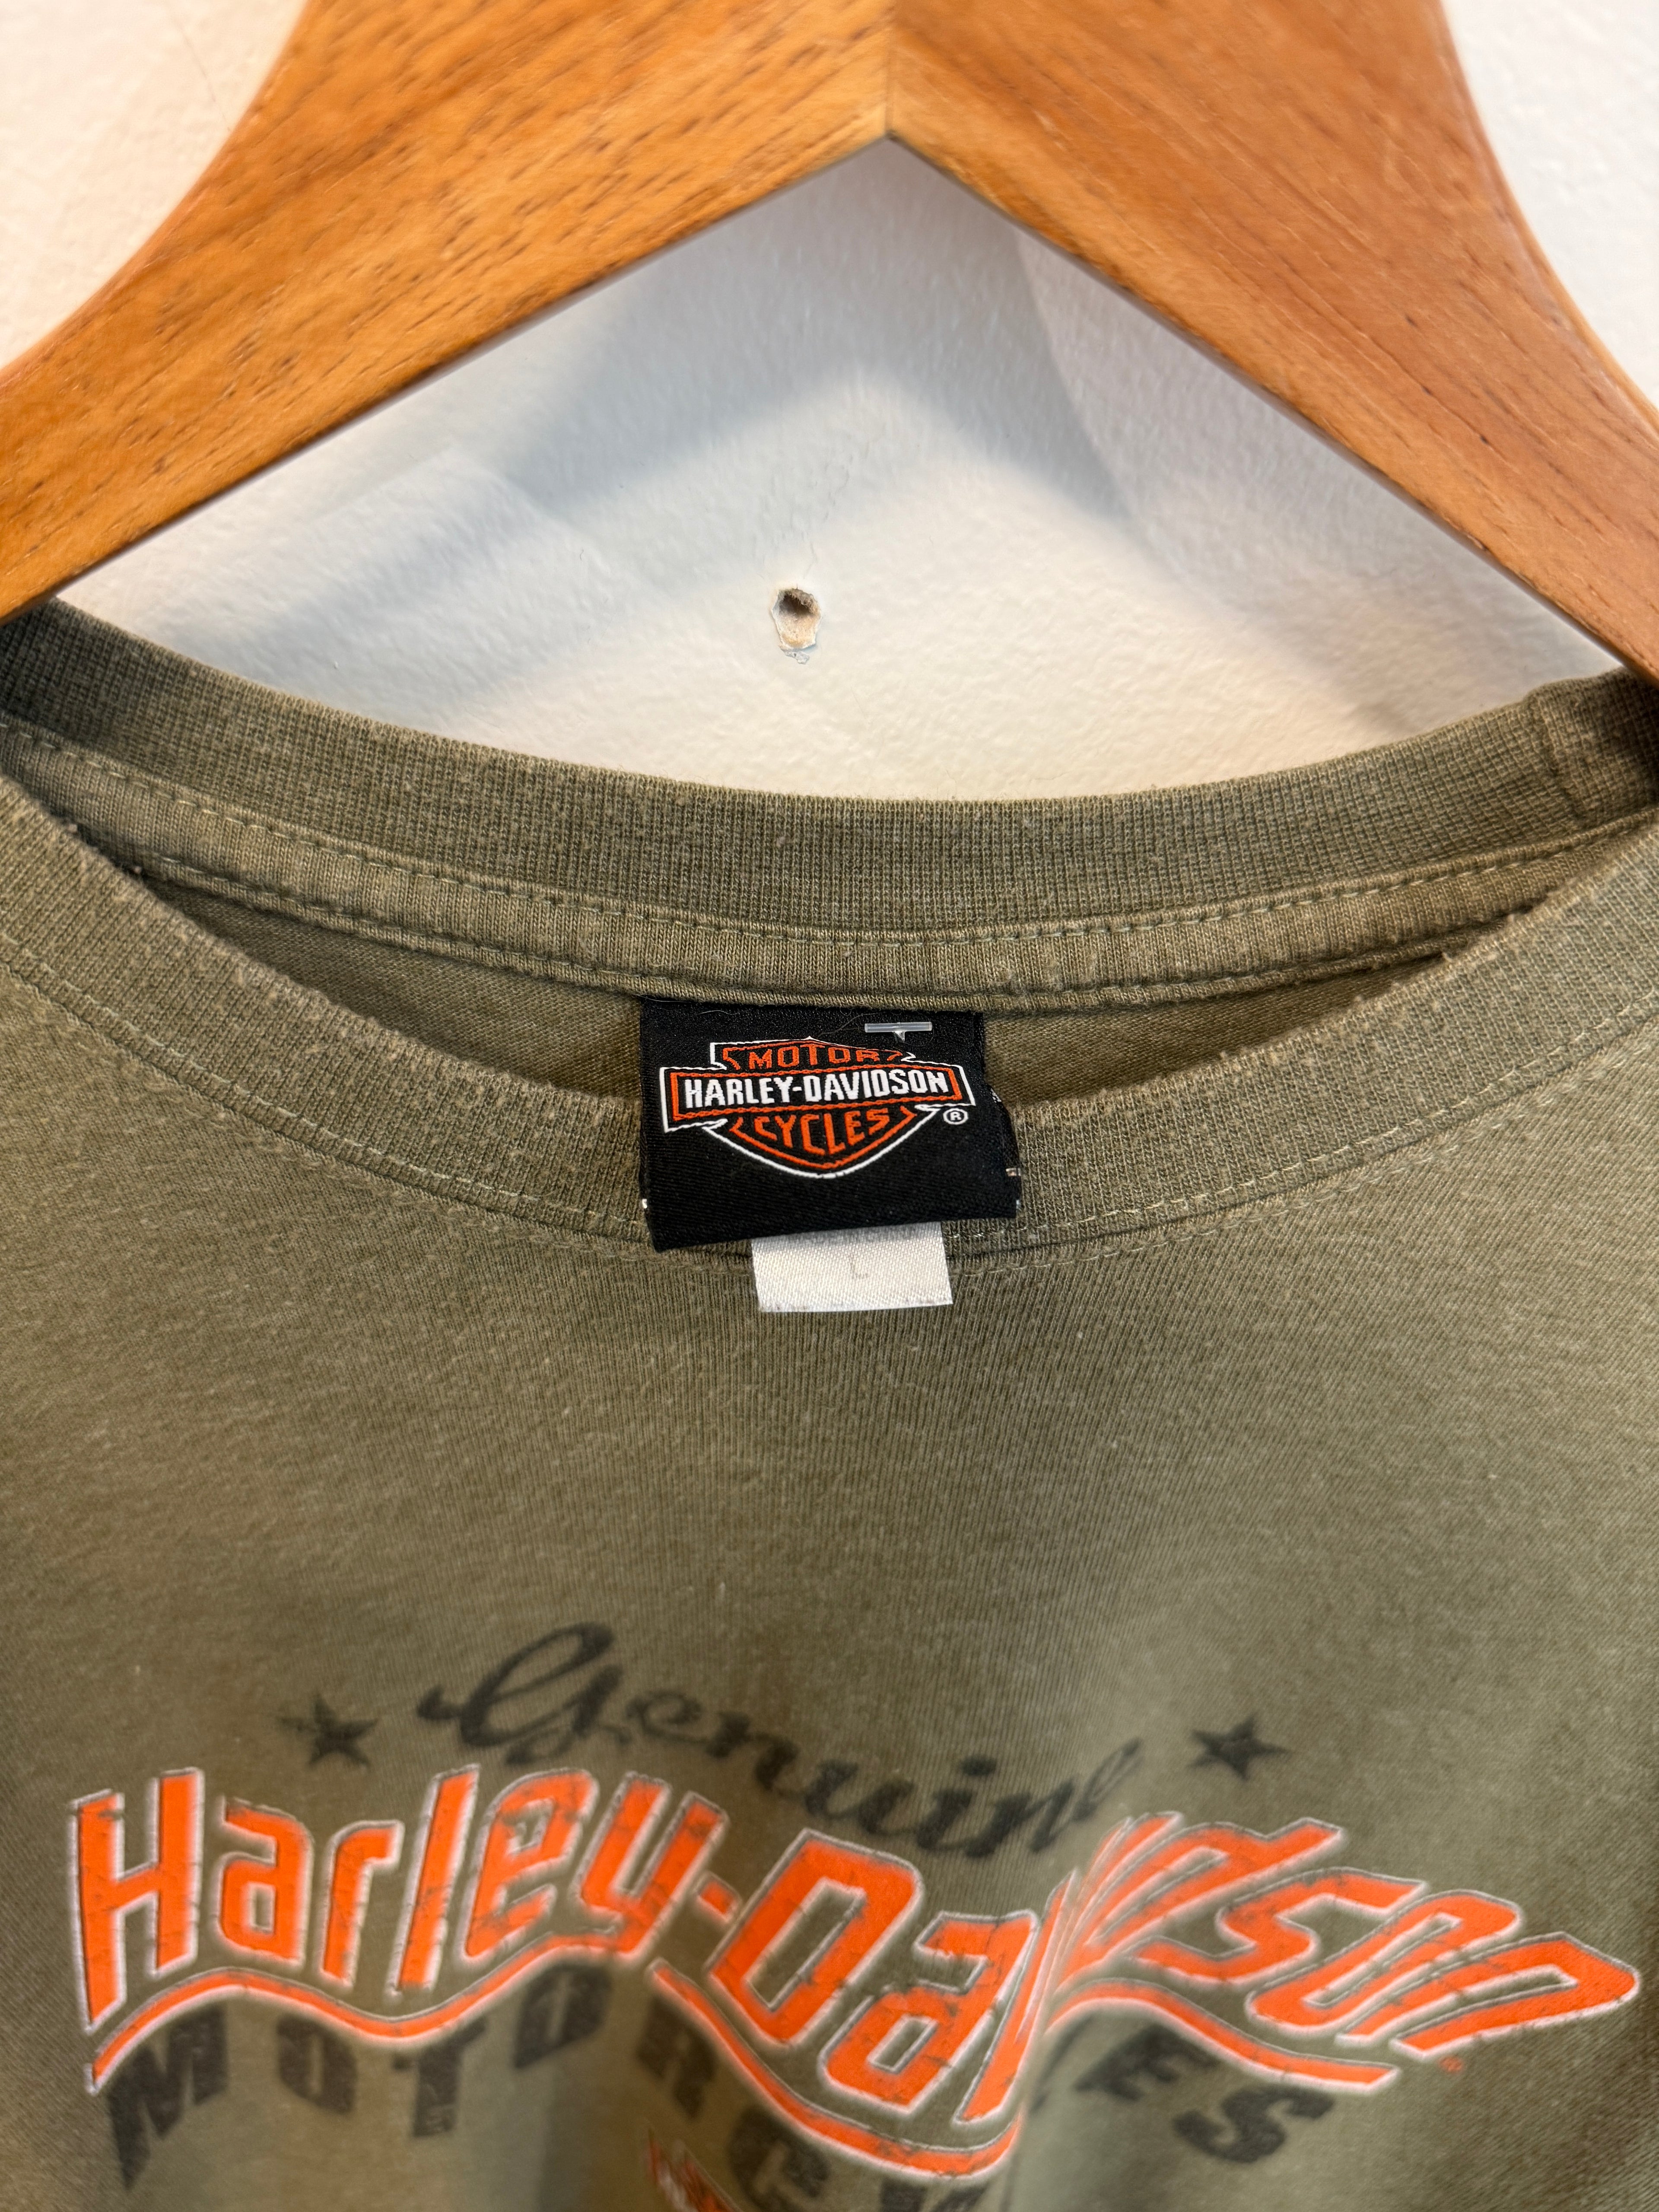 MOTOR
HARLEY-DAVIDSON
CYCLES ®
L
Genuine
Harley-Davidson
MOTORCYCLES